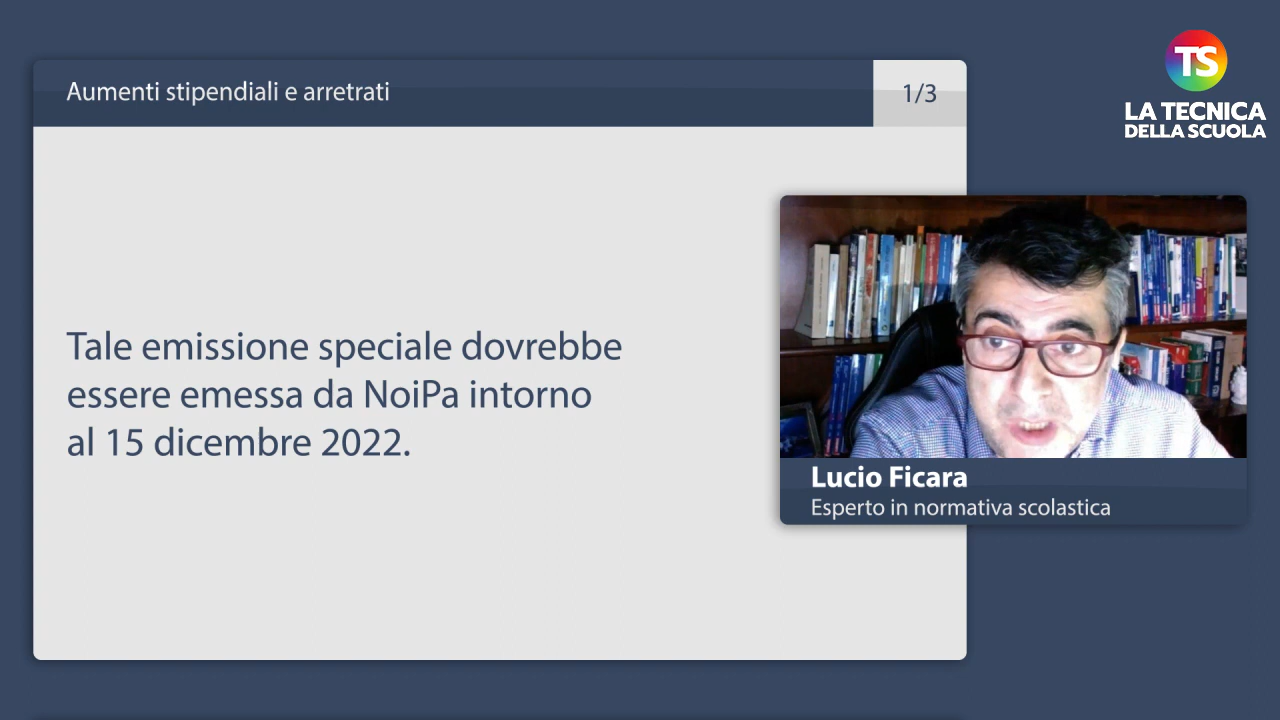 Aumenti stipendiali e arretrati
1/3
TS
LA TECNICA
DELLA SCUOLA
Tale emissione speciale dovrebbe
essere emessa da NoiPa intorno
al 15 dicembre 2022.
Lucio Ficara
Esperto in normativa scolastica